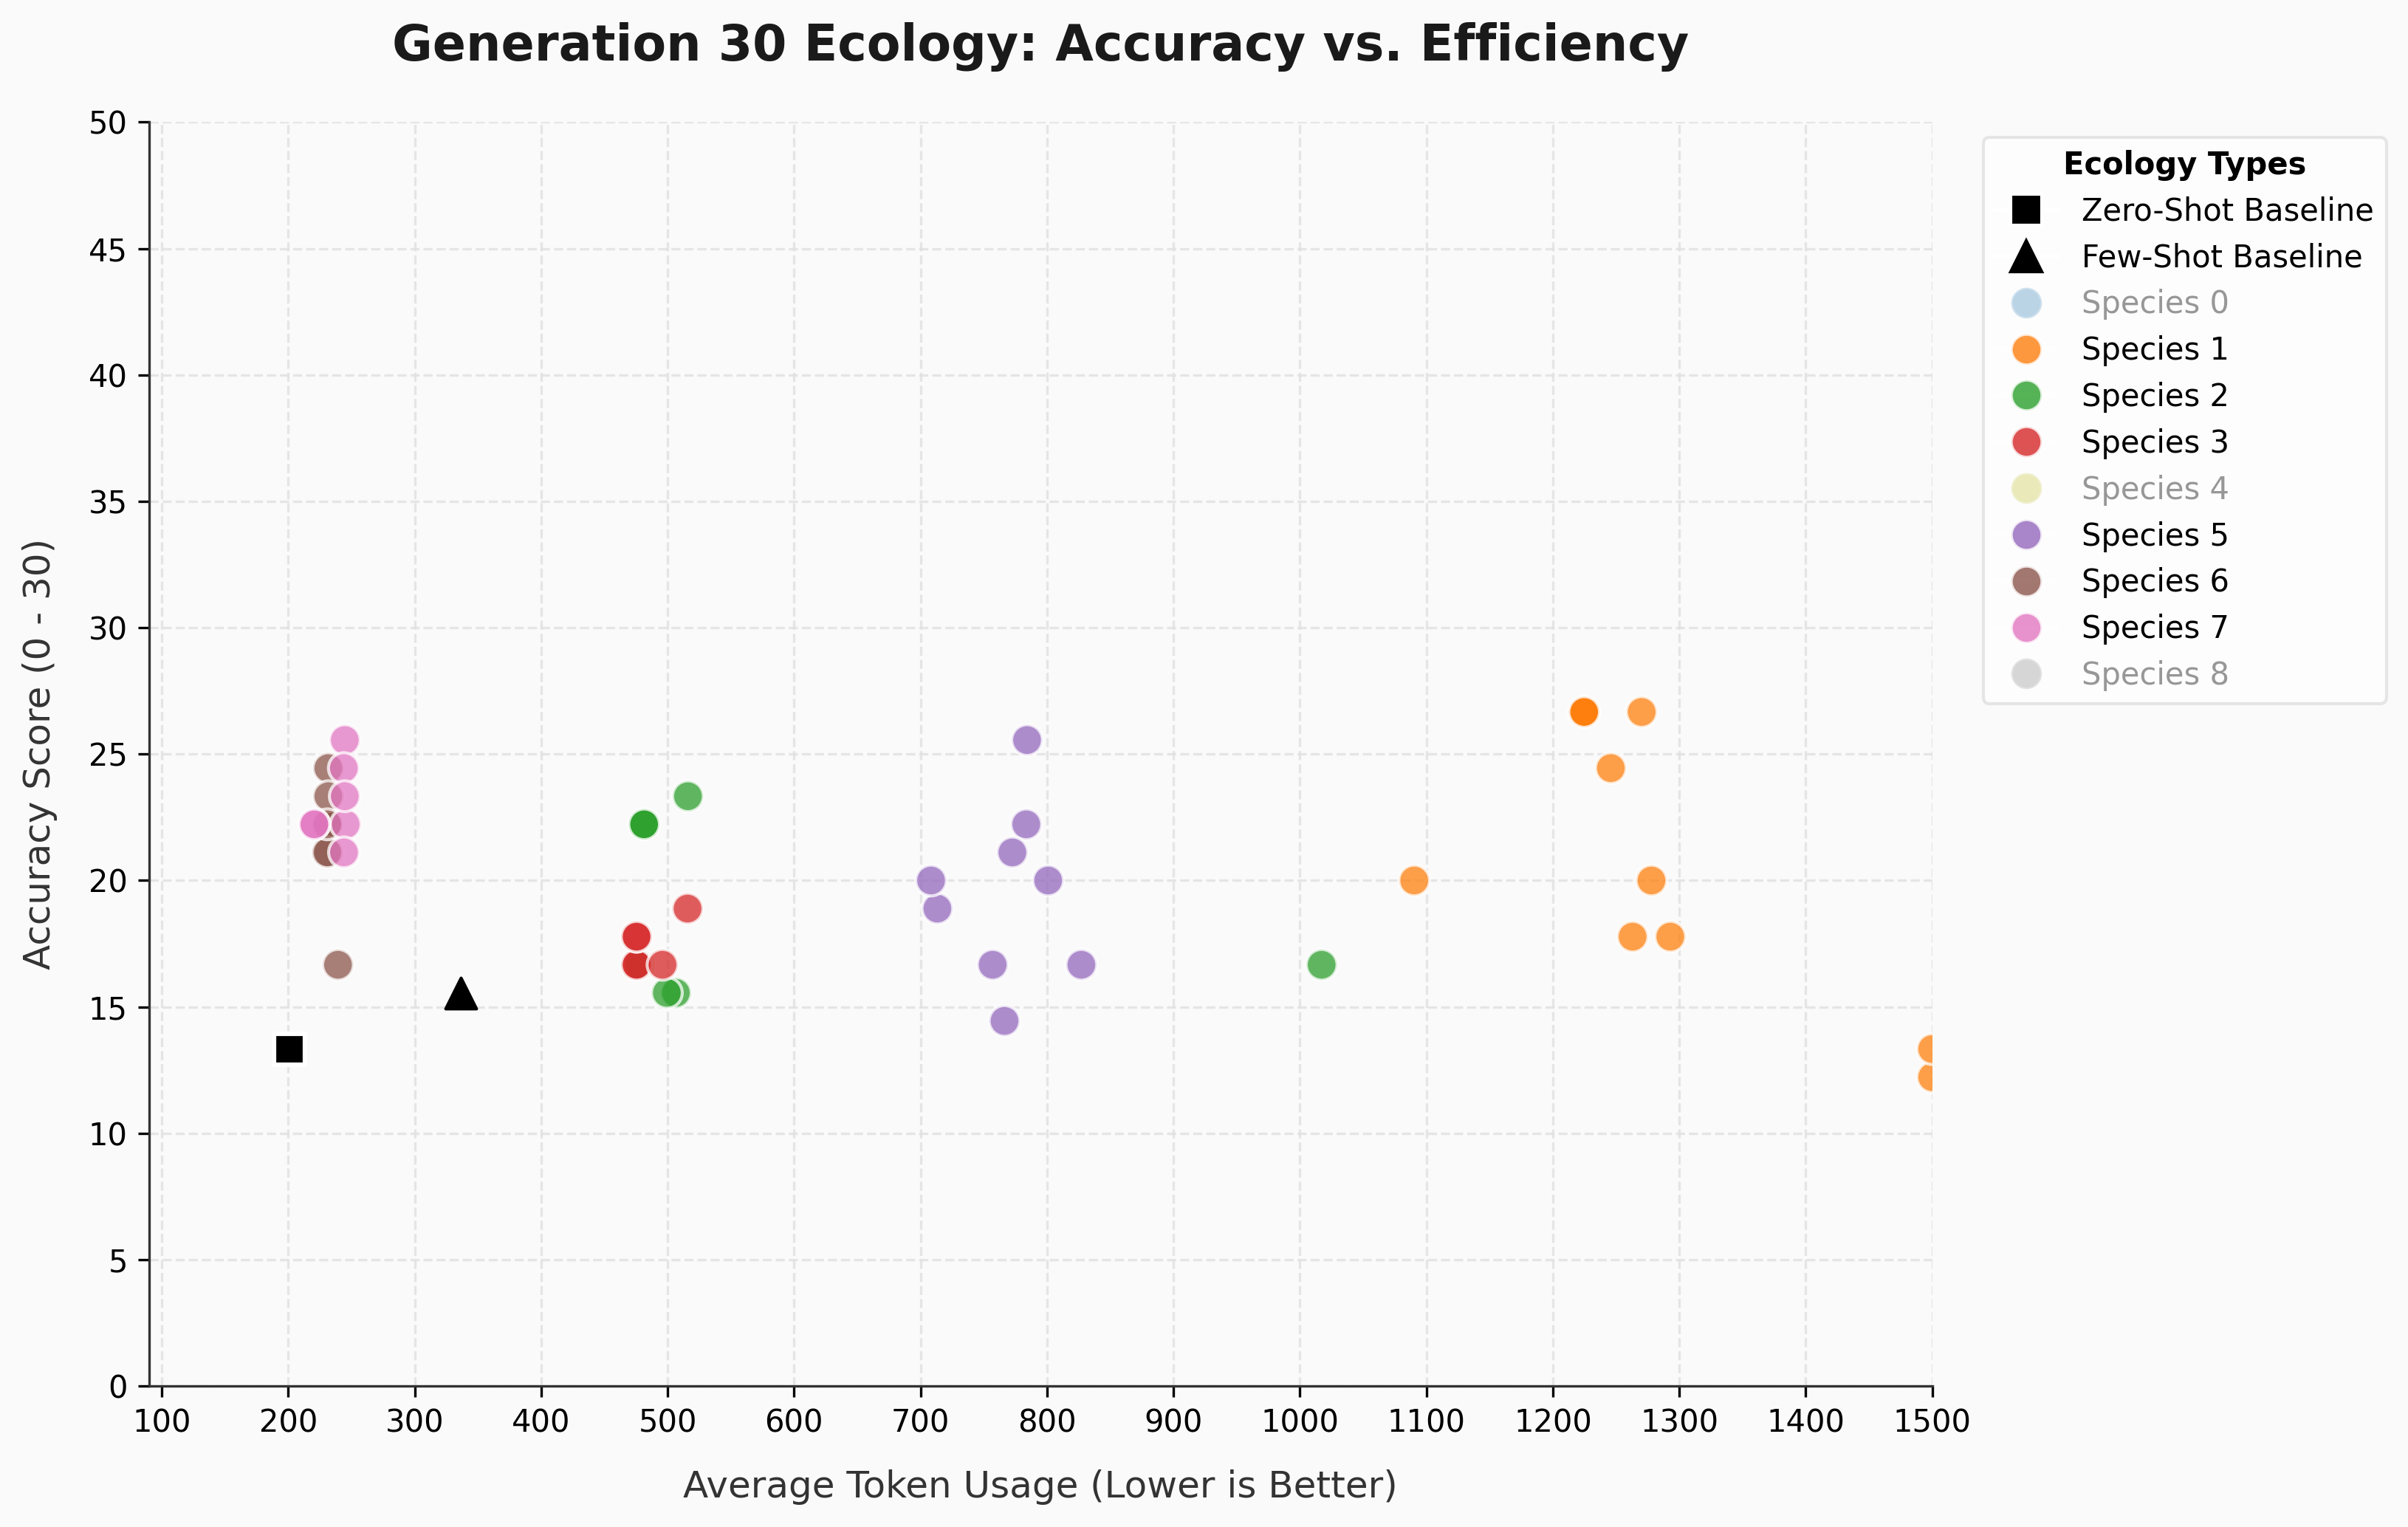 Generation 30 Ecology: Accuracy vs. Efficiency
50
45
40
35
30
25
20
15
10
5
0
Accuracy Score (0 - 30)
100 200 300 400 500 600 700 800 900 1000 1100 1200 1300 1400 1500
Average Token Usage (Lower is Better)
Ecology Types
Zero-Shot Baseline
Few-Shot Baseline
Species 0
Species 1
Species 2
Species 3
Species 4
Species 5
Species 6
Species 7
Species 8